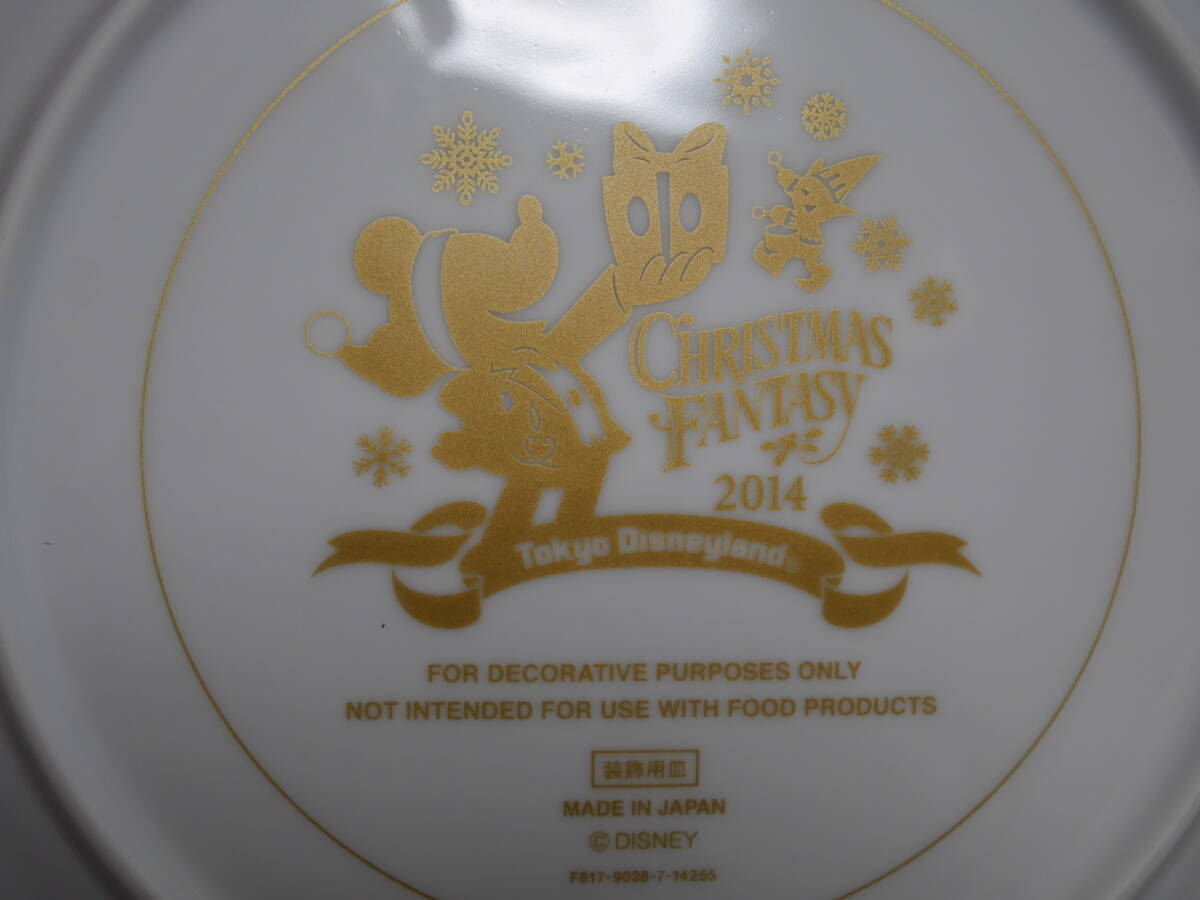 CHRISTMAS
FANTASY
2014
Tokyo Disneyland®
FOR DECORATIVE PURPOSES ONLY
NOT INTENDED FOR USE WITH FOOD PRODUCTS
装飾用皿
MADE IN JAPAN
© DISNEY
F817-9038-7-14255